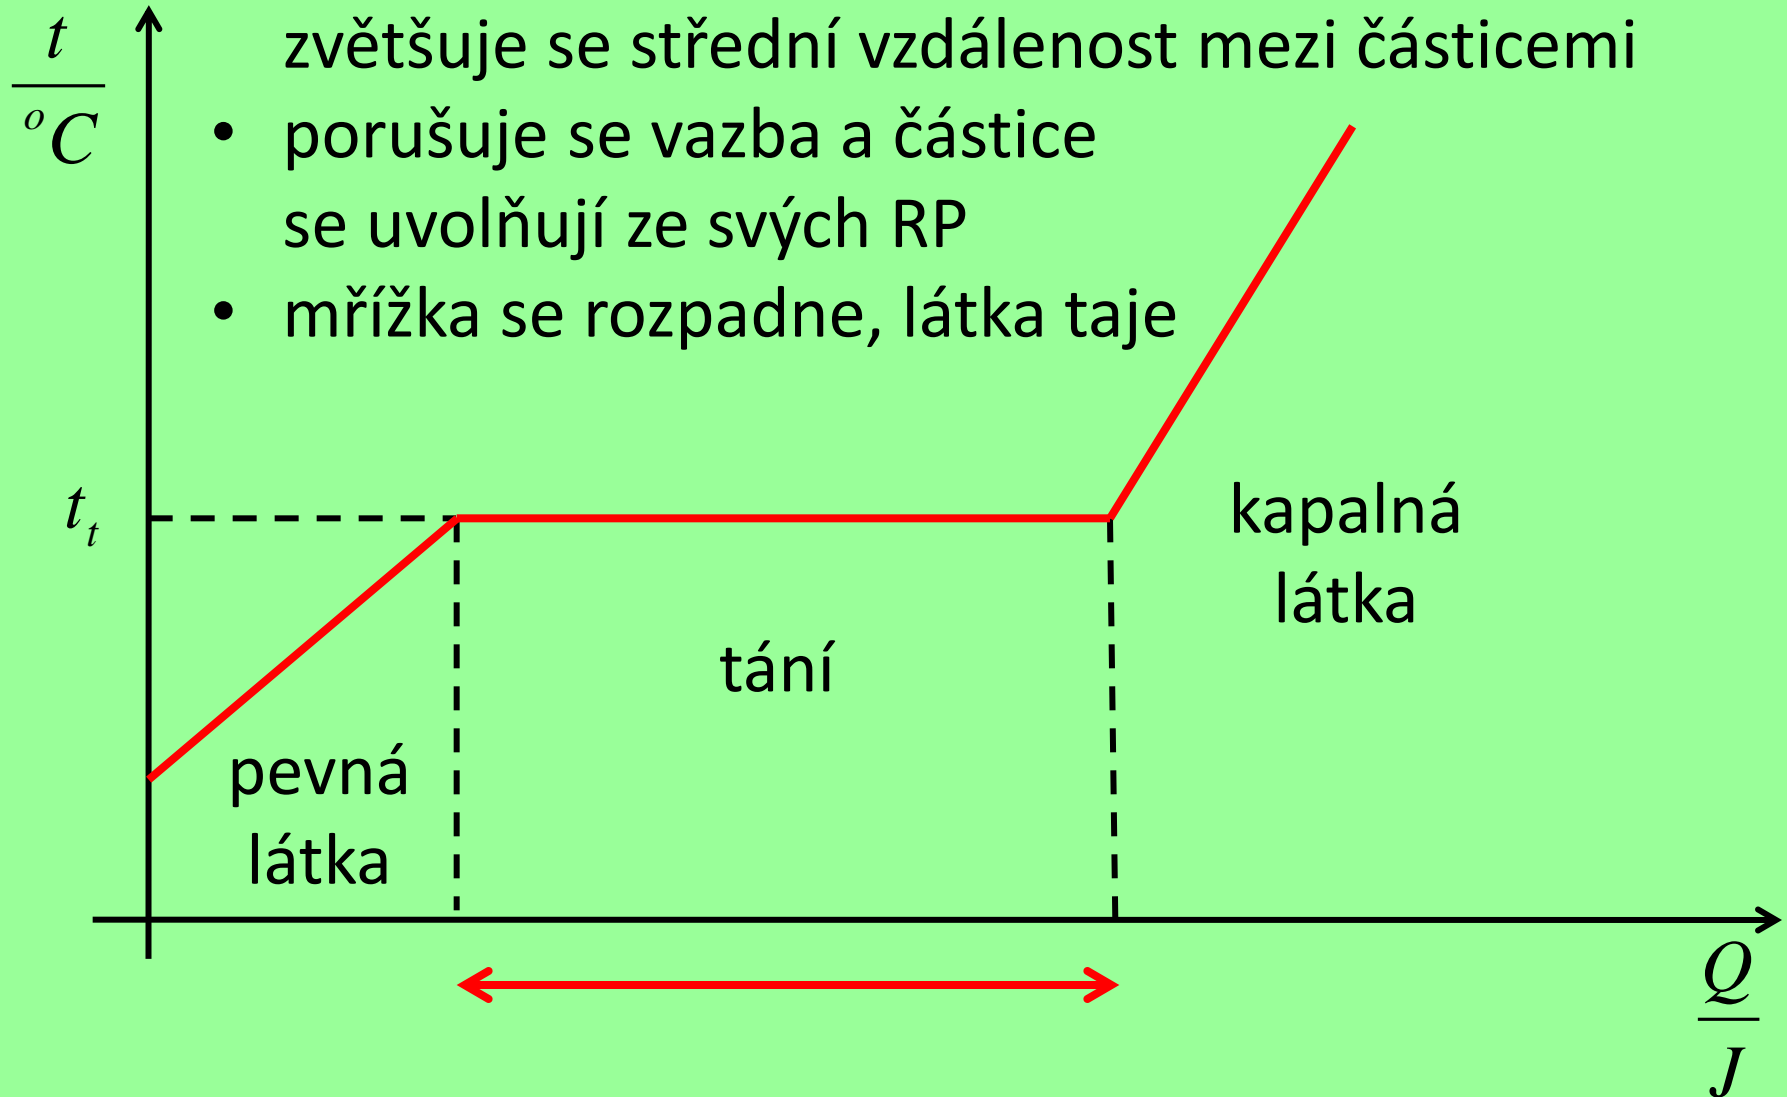 zvětšuje se střední vzdálenost mezi částicemi
t
°C
• porušuje se vazba a částice
se uvolňují ze svých RP
• mřížka se rozpadne, látka taje
t_t
kapalná
látka
tání
pevná
látka
Q
J